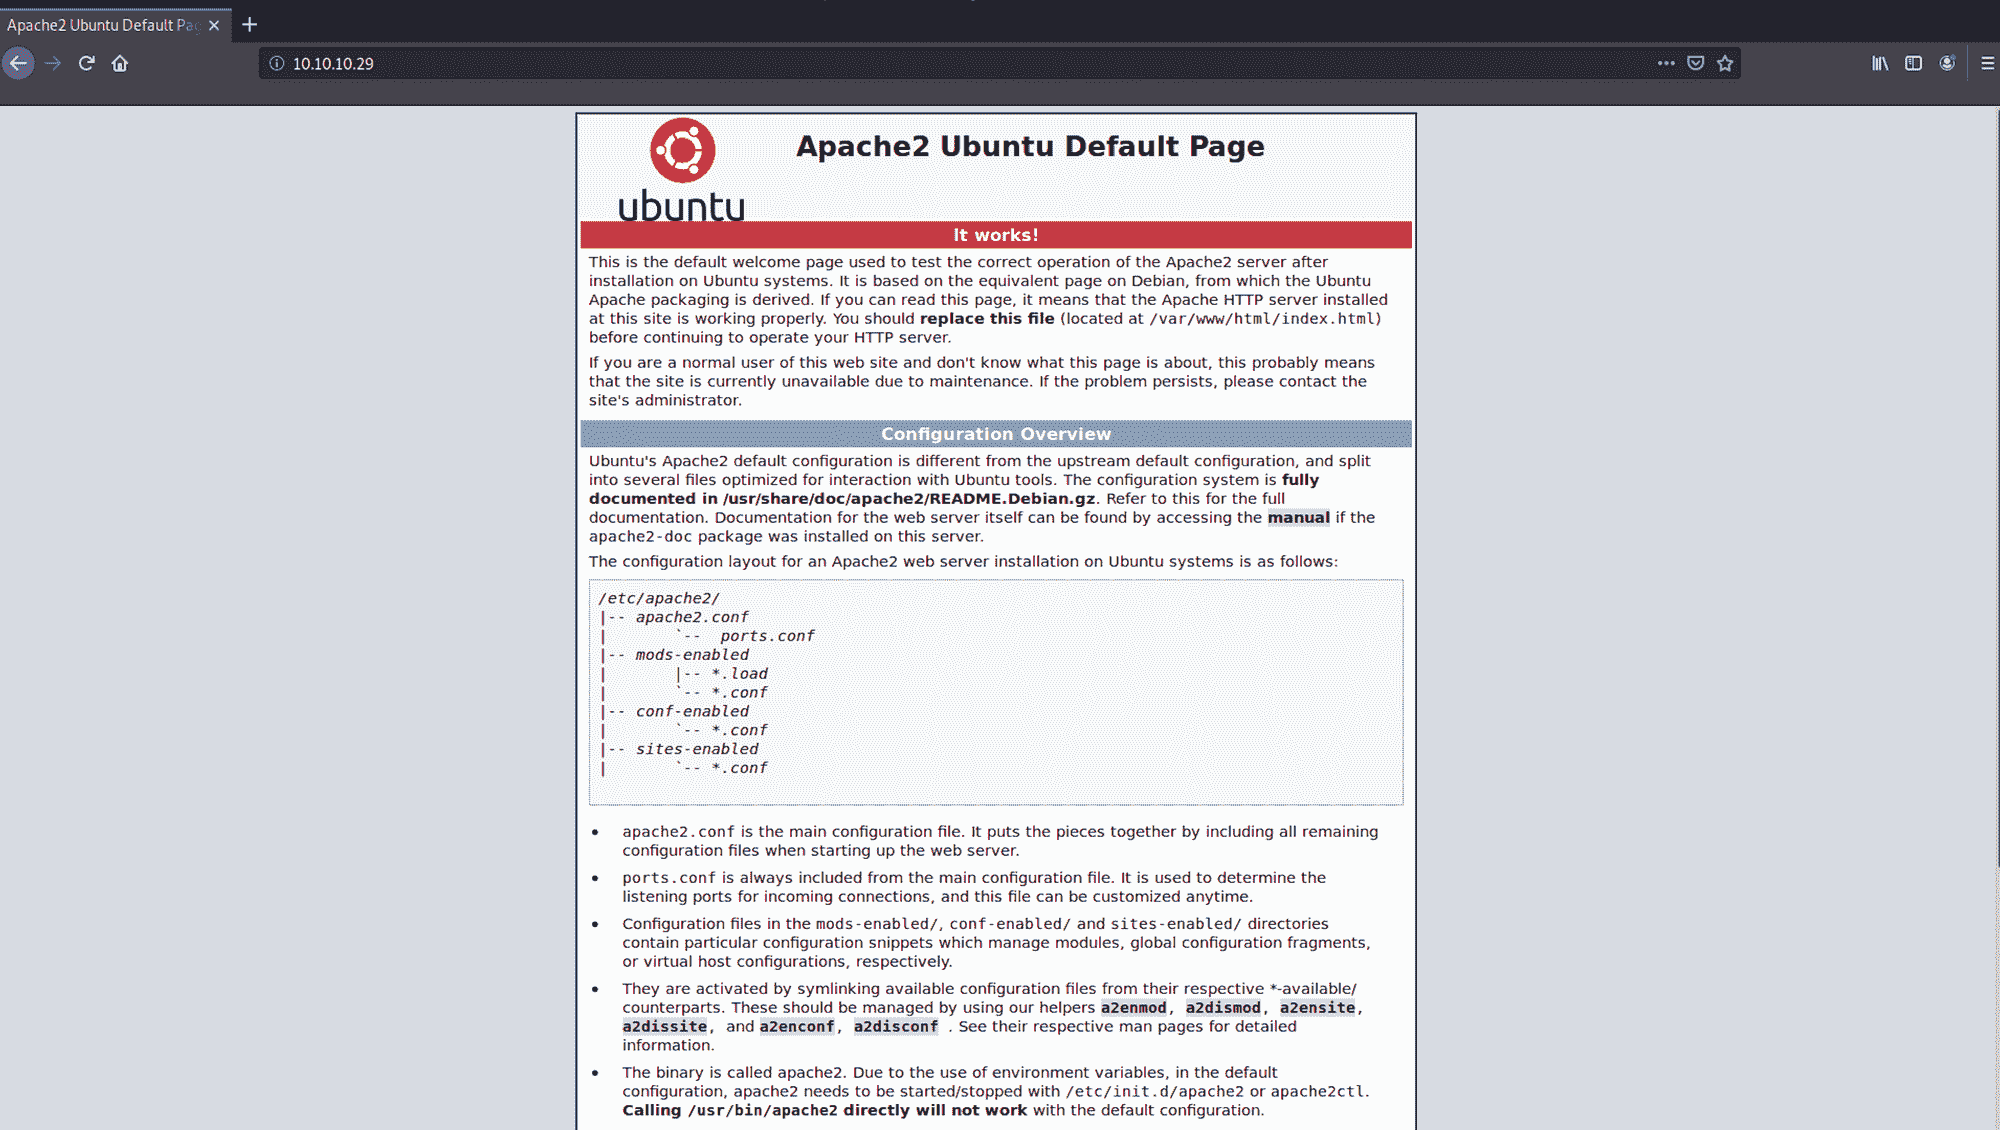 Apache2 Ubuntu Default Pag
10.10.10.29
Apache2 Ubuntu Default Page
ubuntu
It works!
This is the default welcome page used to test the correct operation of the Apache2 server after
installation on Ubuntu systems. It is based on the equivalent page on Debian, from which the Ubuntu
Apache packaging is derived. If you can read this page, it means that the Apache HTTP server installed
at this site is working properly. You should replace this file (located at /var/www/html/index.html)
before continuing to operate your HTTP server.
If you are a normal user of this web site and don't know what this page is about, this probably means
that the site is currently unavailable due to maintenance. If the problem persists, please contact the
site's administrator.
Configuration Overview
Ubuntu's Apache2 default configuration is different from the upstream default configuration, and split
into several files optimized for interaction with Ubuntu tools. The configuration system is fully
documented in /usr/share/doc/apache2/README.Debian.gz. Refer to this for the full
documentation. Documentation for the web server itself can be found by accessing the manual if the
apache2-doc package was installed on this server.
The configuration layout for an Apache2 web server installation on Ubuntu systems is as follows:
/etc/apache2/
|-- apache2.conf
|       `--  ports.conf
|-- mods-enabled
|       |-- *.load
|       `-- *.conf
|-- conf-enabled
|       `-- *.conf
|-- sites-enabled
|       `-- *.conf
• apache2.conf is the main configuration file. It puts the pieces together by including all remaining
configuration files when starting up the web server.
• ports.conf is always included from the main configuration file. It is used to determine the
listening ports for incoming connections, and this file can be customized anytime.
• Configuration files in the mods-enabled/, conf-enabled/ and sites-enabled/ directories
contain particular configuration snippets which manage modules, global configuration fragments,
or virtual host configurations, respectively.
• They are activated by symlinking available configuration files from their respective *-available/
counterparts. These should be managed by using our helpers a2enmod, a2dismod, a2ensite,
a2dissite, and a2enconf, a2disconf . See their respective man pages for detailed
information.
• The binary is called apache2. Due to the use of environment variables, in the default
configuration, apache2 needs to be started/stopped with /etc/init.d/apache2 or apache2ctl.
Calling /usr/bin/apache2 directly will not work with the default configuration.